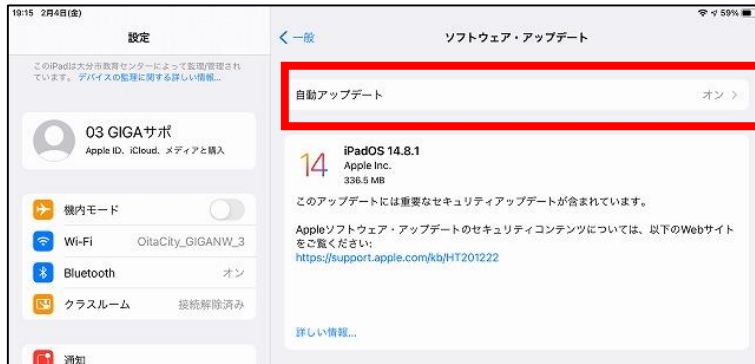 19:15 2月4日(金)
59%
設定
このiPadは大分市教育センターによって監理/管理され
ています。デバイスの監理に関する詳しい情報...
03 GIGAサポ
Apple ID、iCloud、メディアと購入
機内モード
Wi-Fi OitaCity_GIGANW_3
Bluetooth オン
クラスルーム 接続解除済み
通知
一般
ソフトウェア・アップデート
自動アップデート オン
14
iPadOS 14.8.1
Apple Inc.
336.5 MB
このアップデートには重要なセキュリティアップデートが含まれています。
Appleソフトウェア・アップデートのセキュリティコンテンツについては、以下のWebサイト
をご覧ください:
https://support.apple.com/kb/HT201222
詳しい情報...